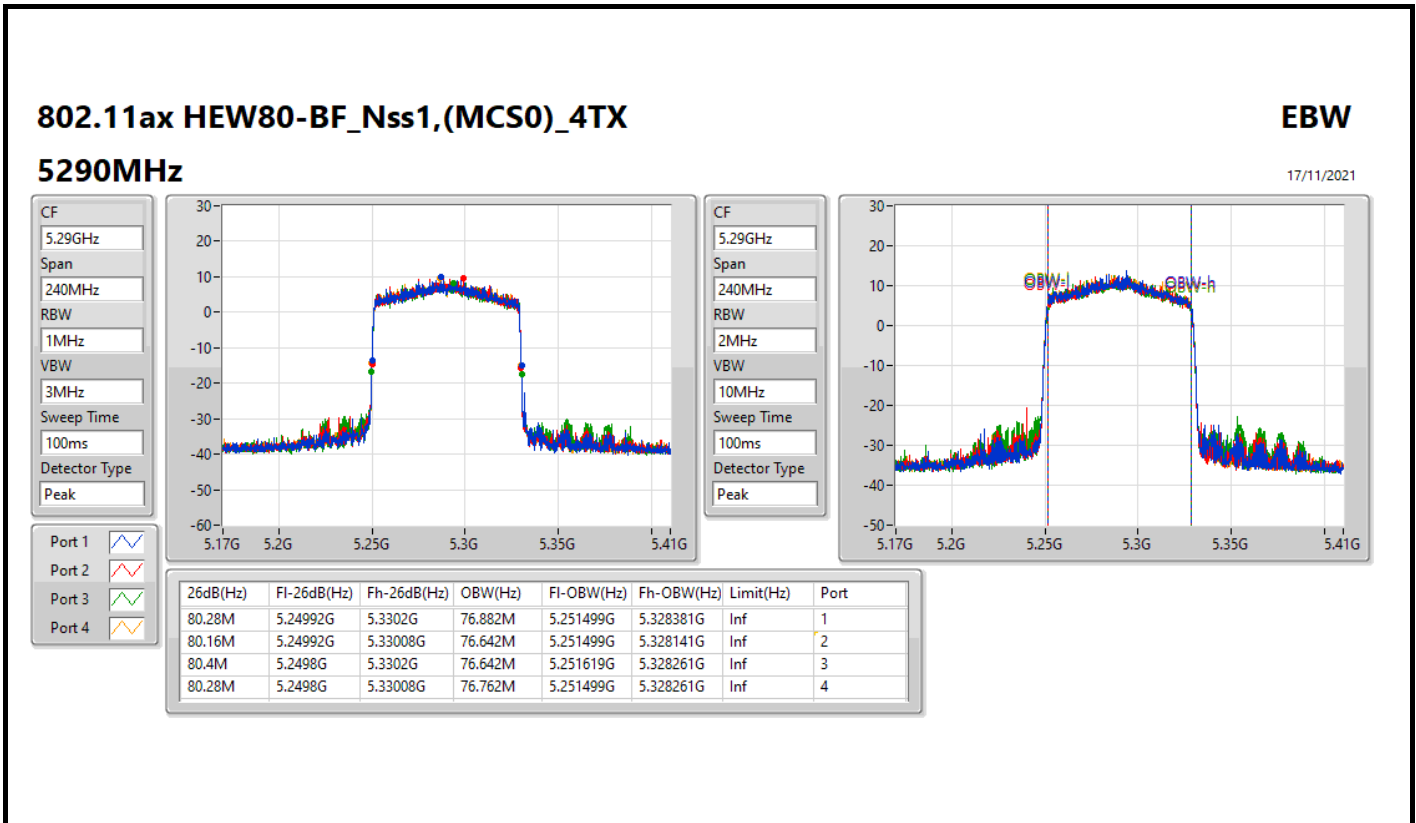 802.11ax HEW80-BF_Nss1,(MCS0)_4TX
EBW
5290MHz
17/11/2021
CF
5.29GHz
Span
240MHz
RBW
1MHz
VBW
3MHz
Sweep Time
100ms
Detector Type
Peak
30
20
10
0
-10
-20
-30
-40
-50
-60
5.17G 5.2G 5.25G 5.3G 5.35G 5.41G
CF
5.29GHz
Span
240MHz
RBW
2MHz
VBW
10MHz
Sweep Time
100ms
Detector Type
Peak
30
20
10
0
-10
-20
-30
-40
-50
OBW-l OBW-h
5.17G 5.2G 5.25G 5.3G 5.35G 5.41G
Port 1
Port 2
Port 3
Port 4
26dB(Hz) Fl-26dB(Hz) Fh-26dB(Hz) OBW(Hz) Fl-OBW(Hz) Fh-OBW(Hz) Limit(Hz) Port
80.28M 5.24992G 5.3302G 76.882M 5.251499G 5.328381G Inf 1
80.16M 5.24992G 5.33008G 76.642M 5.251499G 5.328141G Inf 2
80.4M 5.2498G 5.3302G 76.642M 5.251619G 5.328261G Inf 3
80.28M 5.2498G 5.33008G 76.762M 5.251499G 5.328261G Inf 4